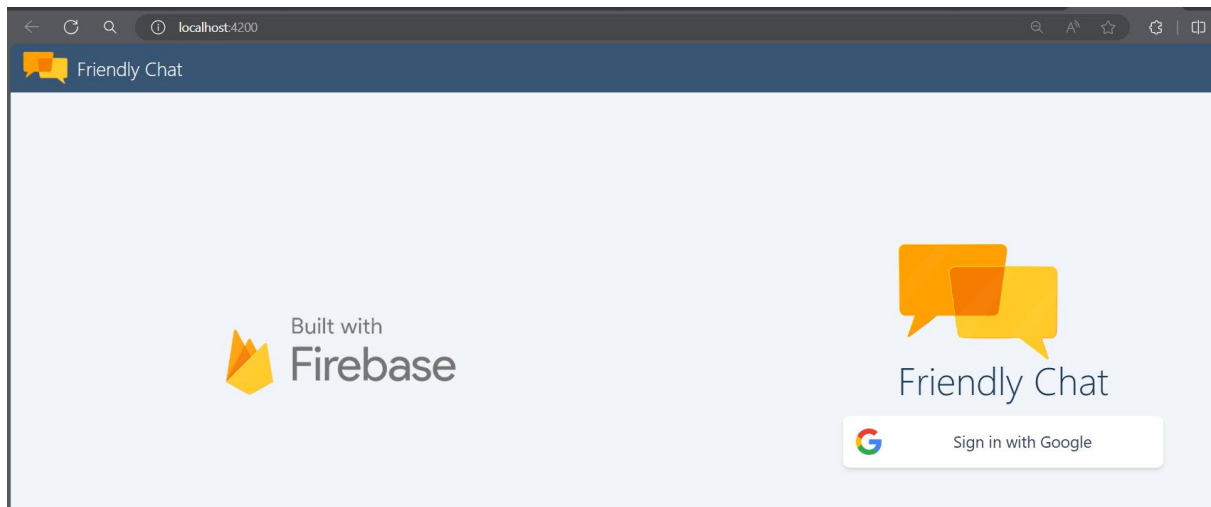 localhost:4200
Friendly Chat
Built with
Firebase
Friendly Chat
Sign in with Google